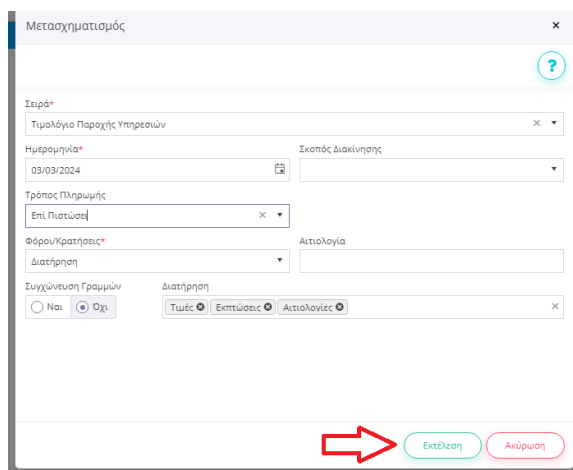 Μετασχηματισμός ×
?
Σειρά*
Τιμολόγιο Παροχής Υπηρεσιών
Ημερομηνία* Σκοπός Διακίνησης
03/03/2024
Τρόπος Πληρωμής
Επί Πιστώσει
Φόροι/Κρατήσεις* Αιτιολογία
Διατήρηση
Συγχώνευση Γραμμών Διατήρηση
Ναι Όχι Τιμές Εκπτώσεις Αιτιολογίες
Εκτέλεση Ακύρωση